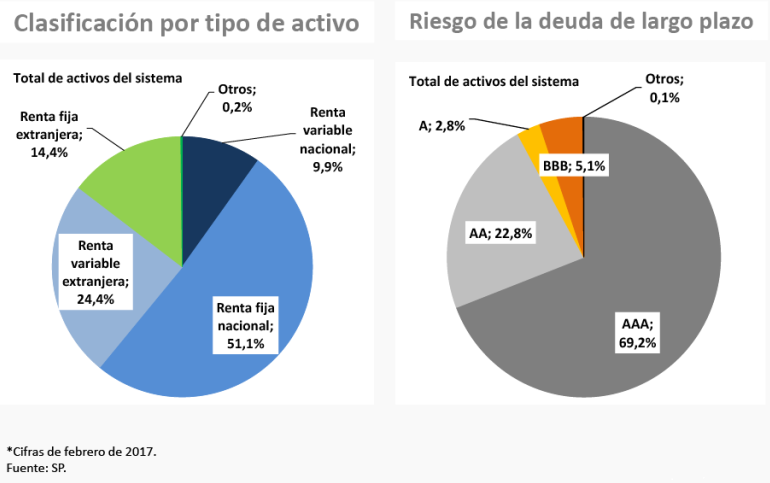 Clasificación por tipo de activo
Total de activos del sistema
Otros;
0,2%
Renta
variable
nacional;
9,9%
Renta fija
extranjera;
14,4%
Renta
variable
extranjera;
24,4%
Renta fija
nacional;
51,1%
Riesgo de la deuda de largo plazo
Total de activos del sistema
Otros;
0,1%
A; 2,8%
BBB; 5,1%
AA; 22,8%
AAA;
69,2%
*Cifras de febrero de 2017.
Fuente: SP.